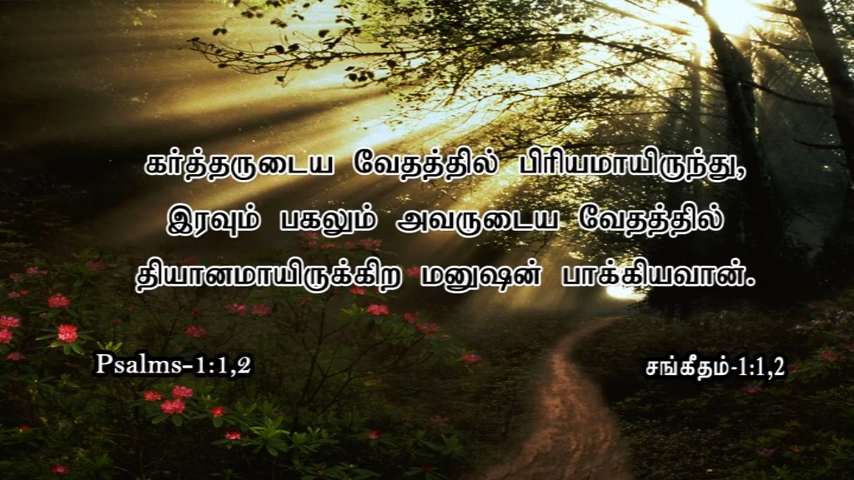 கர்த்தருடைய வேதத்தில் பிரியமாயிருந்து,
இரவும் பகலும் அவருடைய வேதத்தில்
தியானமாயிருக்கிற மனுஷன் பாக்கியவான்.
Psalms-1:1,2
சங்கீதம்-1:1,2